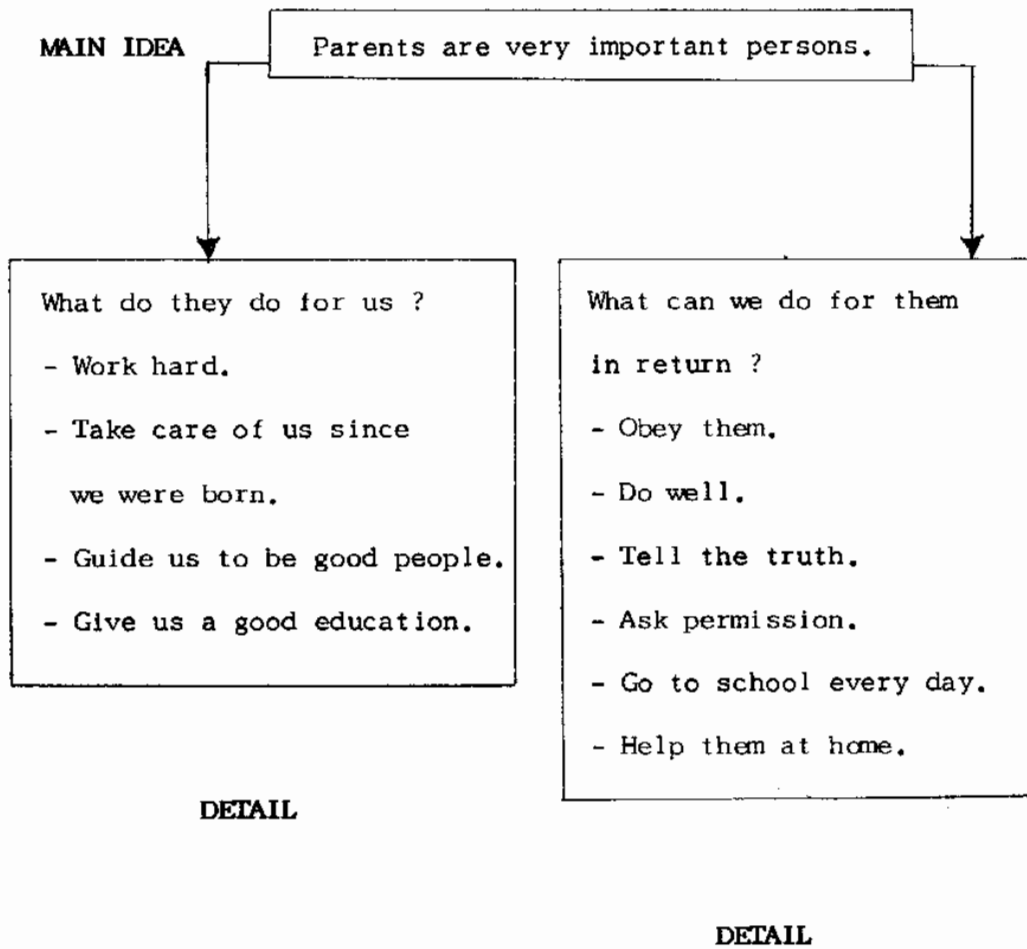 MAIN IDEA
Parents are very important persons.
What do they do for us ?
- Work hard.
- Take care of us since
we were born.
- Guide us to be good people.
- Give us a good education.
DETAIL
What can we do for them
in return ?
- Obey them.
- Do well.
- Tell the truth.
- Ask permission.
- Go to school every day.
- Help them at home.
DETAIL